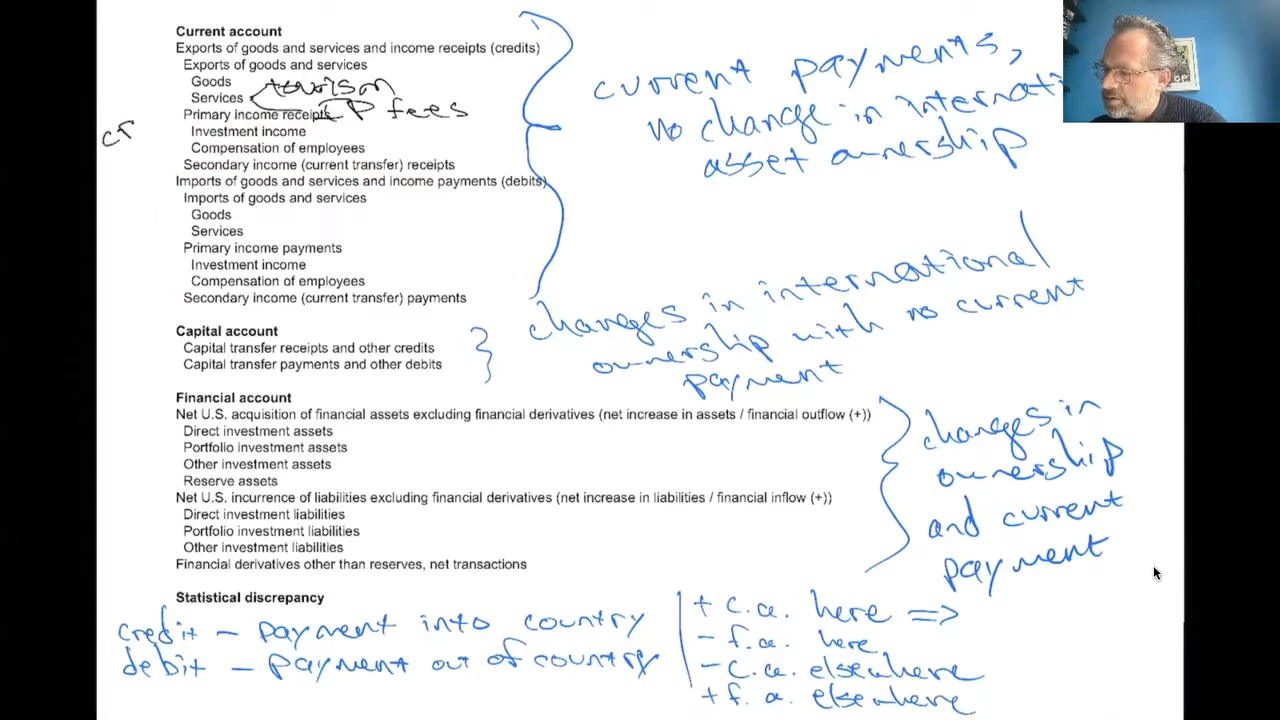 Current account
Exports of goods and services and income receipts (credits)
Exports of goods and services
Goods
tourism
Services
IP fees
Primary income receipts
Investment income
Compensation of employees
Secondary income (current transfer) receipts
Imports of goods and services and income payments (debits)
Imports of goods and services
Goods
Services
Primary income payments
Investment income
Compensation of employees
Secondary income (current transfer) payments
current payments,
no change in internati
asset ownership
Capital account
Capital transfer receipts and other credits
Capital transfer payments and other debits
changes in international
ownership with no current
payment
Financial account
Net U.S. acquisition of financial assets excluding financial derivatives (net increase in assets / financial outflow (+))
Direct investment assets
Portfolio investment assets
Other investment assets
Reserve assets
Net U.S. incurrence of liabilities excluding financial derivatives (net increase in liabilities / financial inflow (+))
Direct investment liabilities
Portfolio investment liabilities
Other investment liabilities
Financial derivatives other than reserves, net transactions
changes in
ownership
and current
payment
Statistical discrepancy
credit – payment into country
debit – payment out of country
+ c.a. here =>
– f.a. here
– c.a. elsewhere
+ f.a. elsewhere